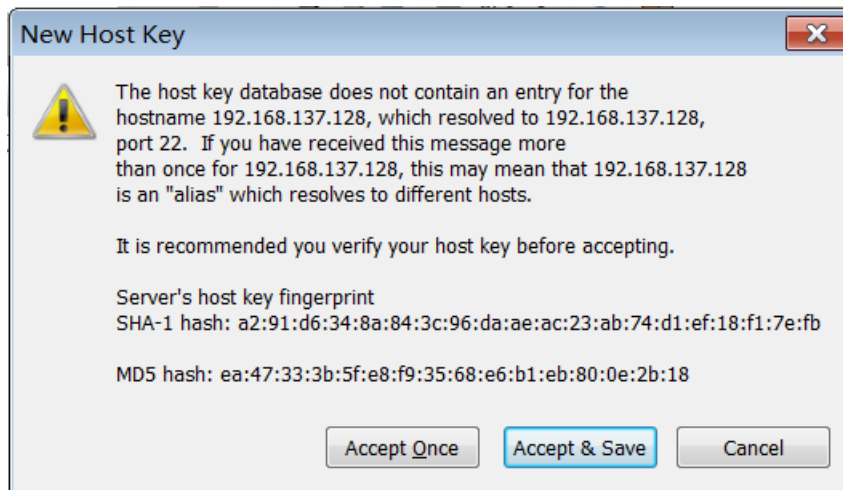 New Host Key
The host key database does not contain an entry for the
hostname 192.168.137.128, which resolved to 192.168.137.128,
port 22.  If you have received this message more
than once for 192.168.137.128, this may mean that 192.168.137.128
is an "alias" which resolves to different hosts.
It is recommended you verify your host key before accepting.
Server's host key fingerprint
SHA-1 hash: a2:91:d6:34:8a:84:3c:96:da:ae:ac:23:ab:74:d1:ef:18:f1:7e:fb
MD5 hash: ea:47:33:3b:5f:e8:f9:35:68:e6:b1:eb:80:0e:2b:18
Accept Once Accept & Save Cancel